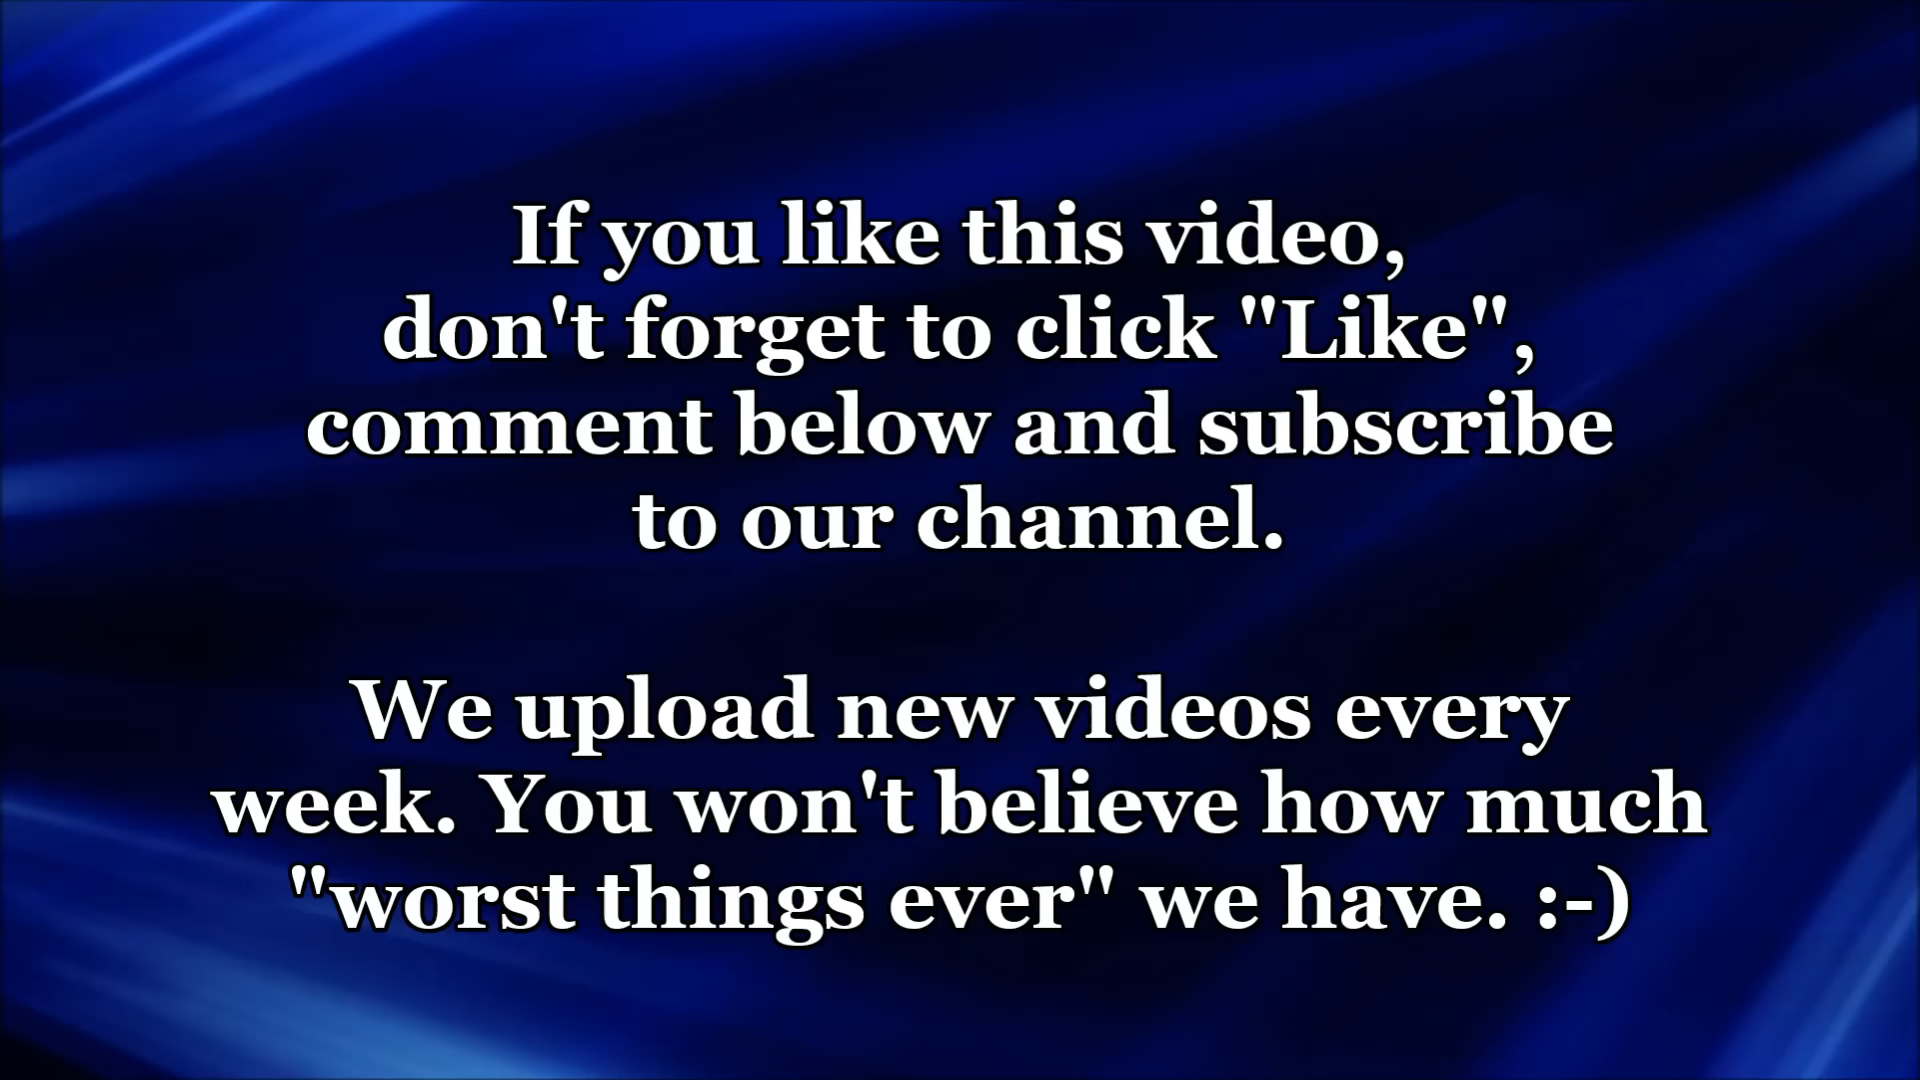 If you like this video,
don't forget to click "Like",
comment below and subscribe
to our channel.
We upload new videos every
week. You won't believe how much
"worst things ever" we have. :-)